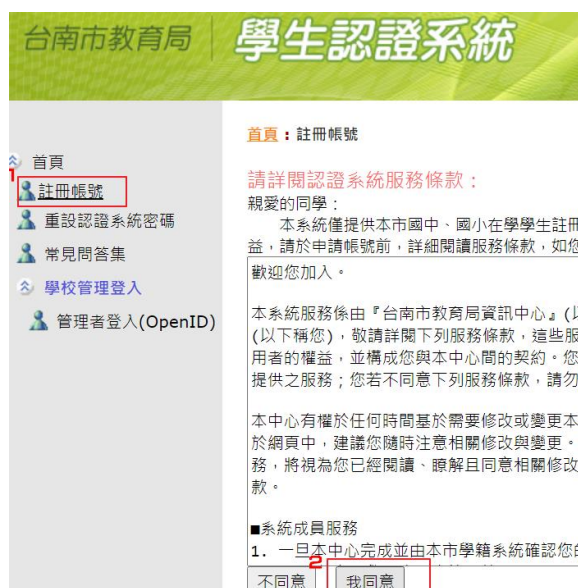 台南市教育局
學生認證系統
首頁：註冊帳號
首頁
1
註冊帳號
重設認證系統密碼
常見問答集
學校管理登入
管理者登入(OpenID)
請詳閱認證系統服務條款：
親愛的同學：
本系統僅提供本市國中、國小在學學生註冊
益，請於申請帳號前，詳細閱讀服務條款，如您
歡迎您加入。
本系統服務係由『台南市教育局資訊中心』(以
(以下稱您)，敬請詳閱下列服務條款，這些服
用者的權益，並構成您與本中心間的契約。您
提供之服務；您若不同意下列服務條款，請勿
本中心有權於任何時間基於需要修改或變更本
於網頁中，建議您隨時注意相關修改與變更。
務，將視為您已經閱讀、瞭解且同意相關修改
款。
■系統成員服務
1. 一旦本中心完成並由本市學籍系統確認您的
2
不同意
我同意